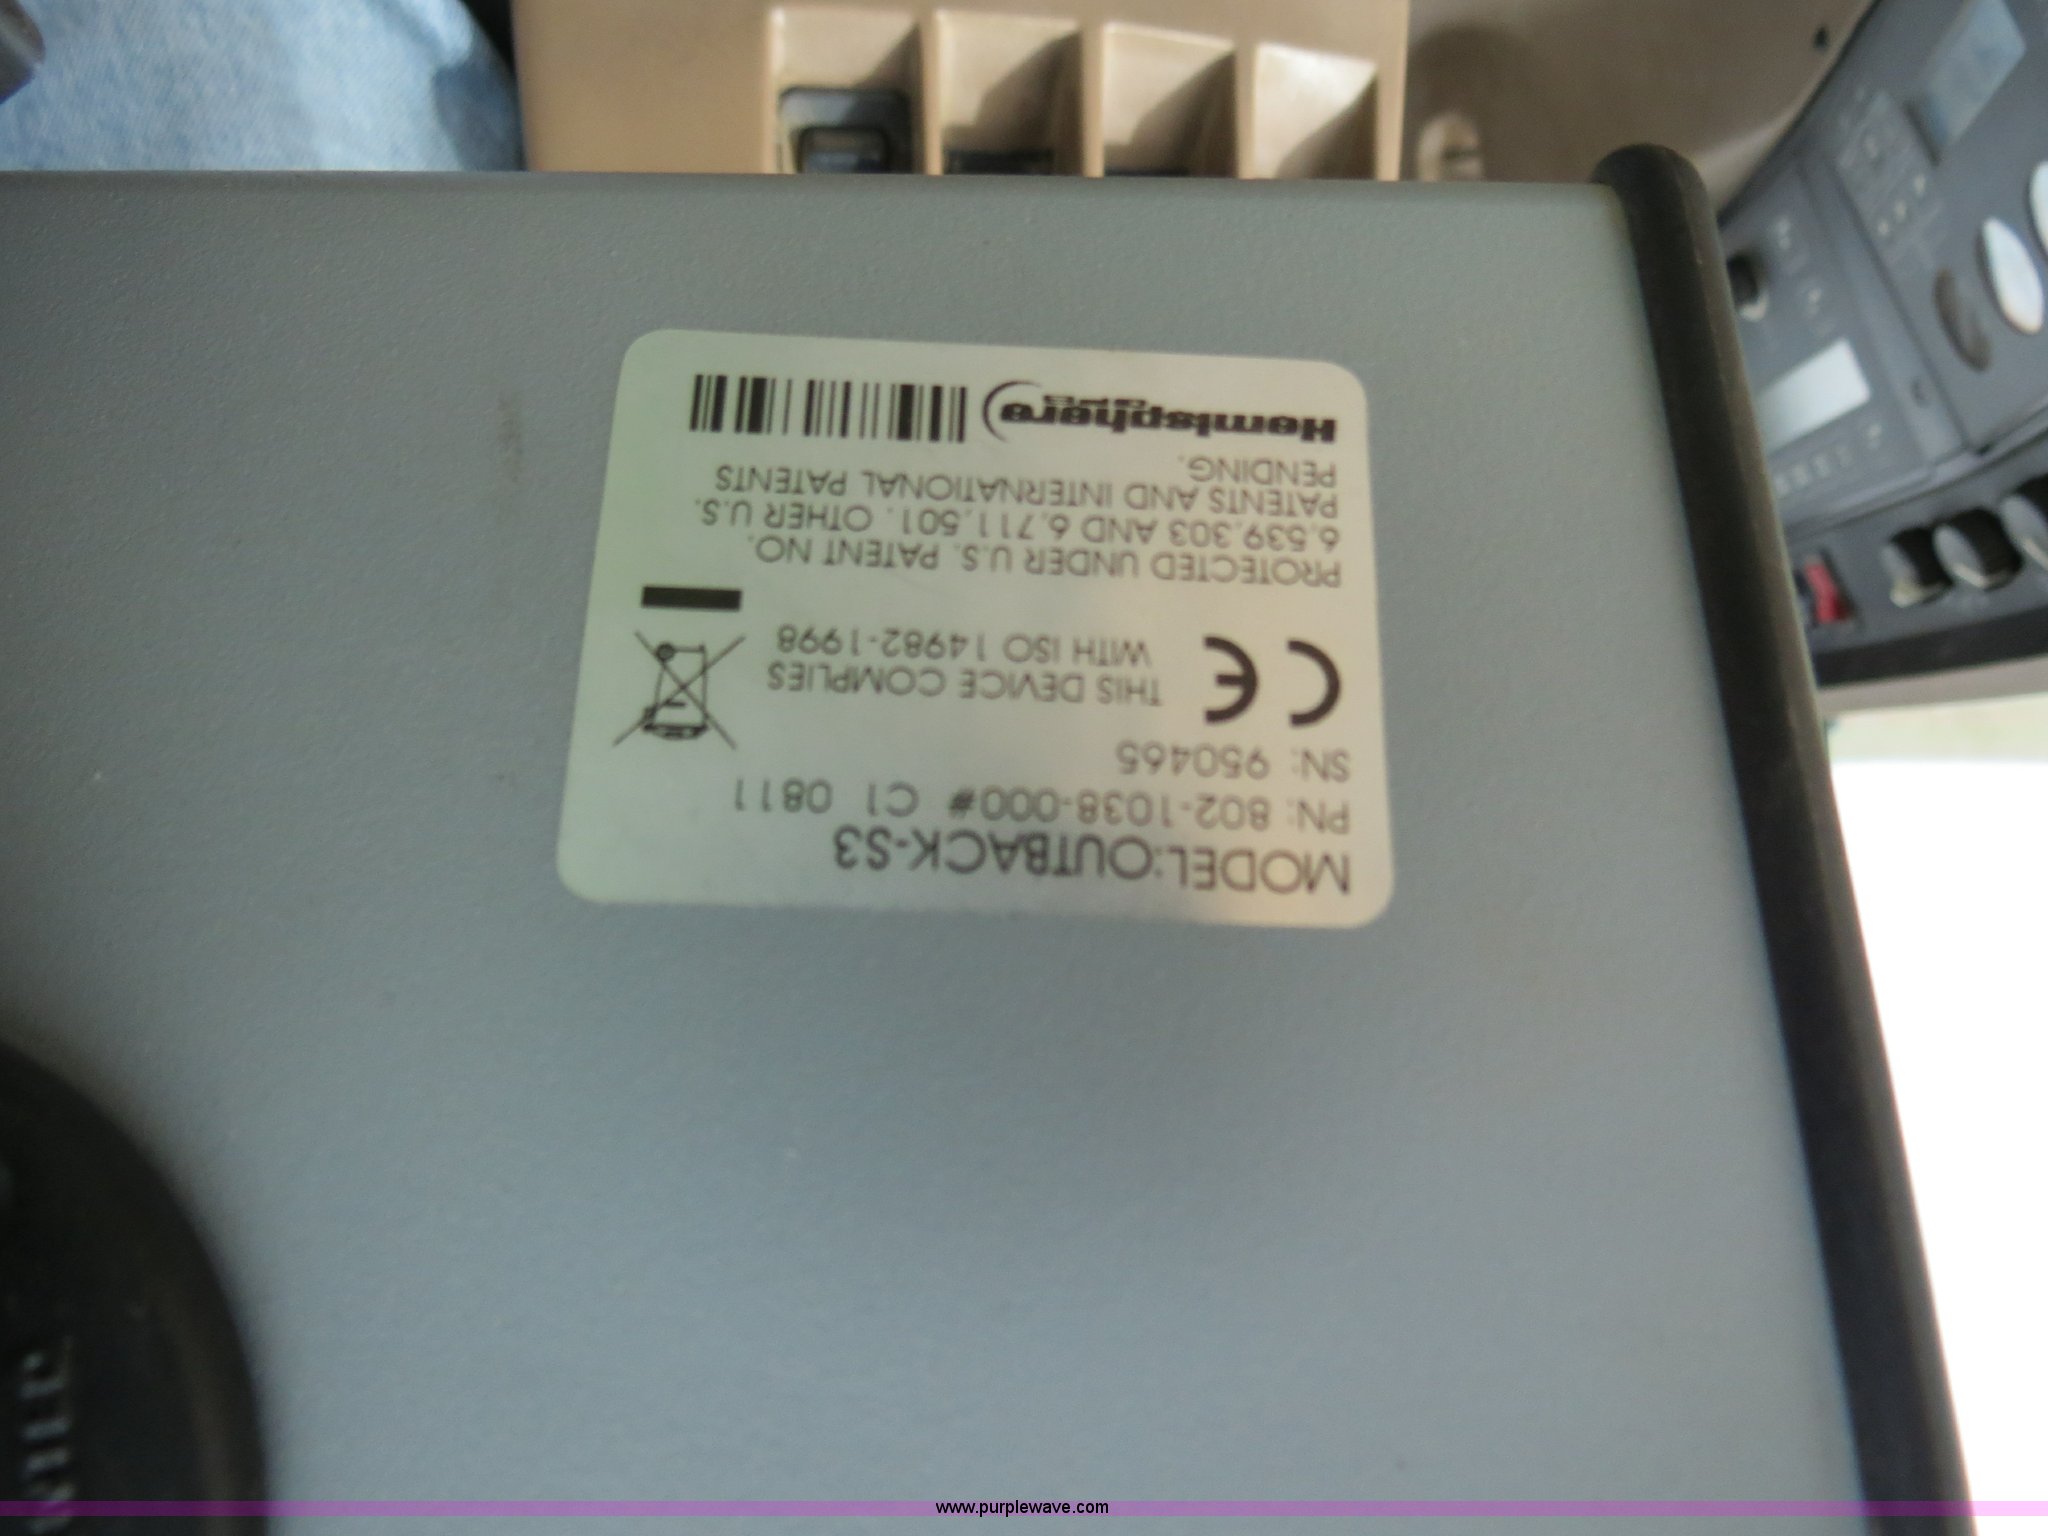 MODEL:OUTBACK-S3
PN: 802-1038-000# C1 0811
SN: 950465
CE
THIS DEVICE COMPLIES
WITH ISO 14982-1998
PROTECTED UNDER U.S. PATENT NO.
6,539,303 AND 6,711,501. OTHER U.S.
PATENTS AND INTERNATIONAL PATENTS
PENDING.
Hemisphere
GPS
www.purplewave.com